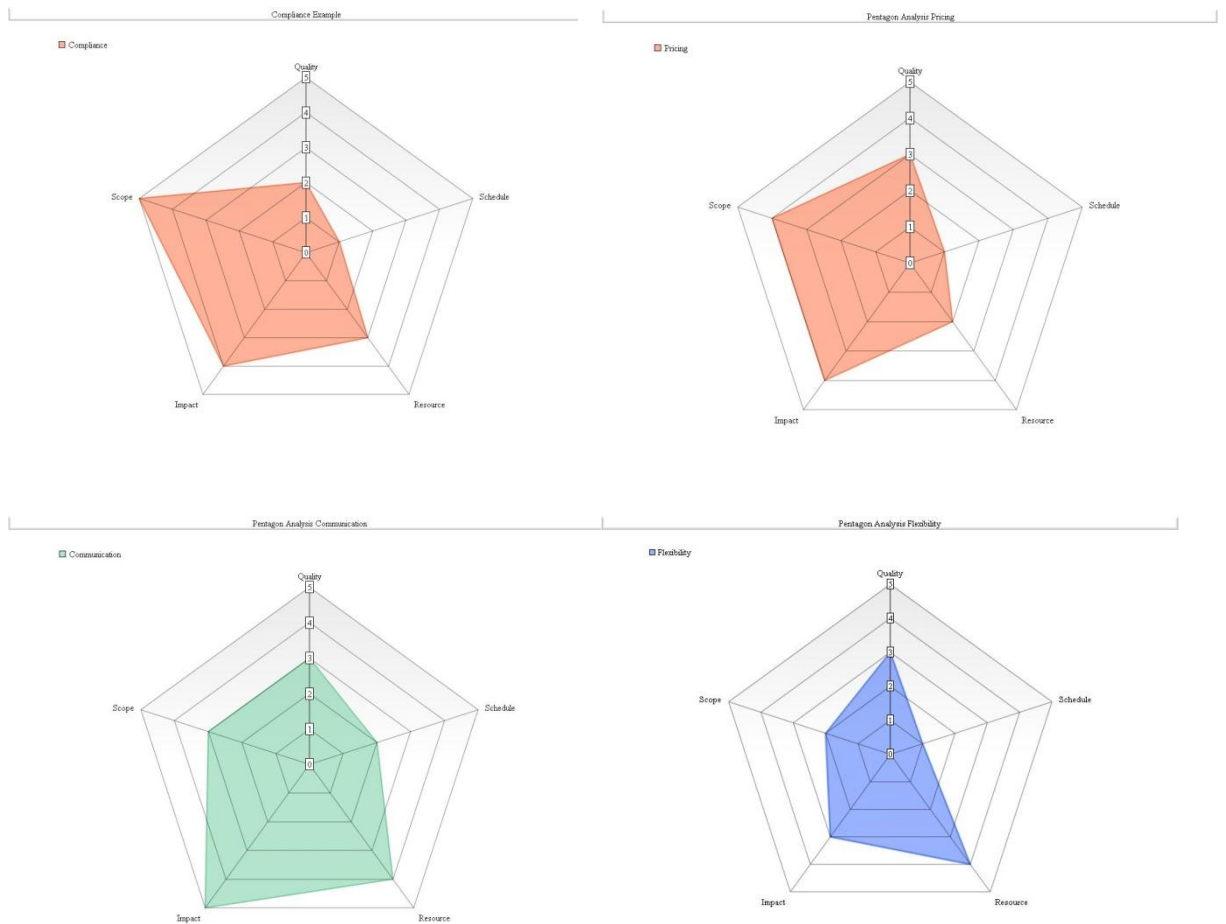 Compliance Example
Compliance
Quality
5
4
3
2
1
0
Scope
Schedule
Impact
Resource
Pentagon Analysis Pricing
Pricing
Quality
5
4
3
2
1
0
Scope
Schedule
Impact
Resource
Pentagon Analysis Communication
Communication
Quality
5
4
3
2
1
0
Scope
Schedule
Impact
Resource
Pentagon Analysis Flexibility
Flexibility
Quality
5
4
3
2
1
0
Scope
Schedule
Impact
Resource